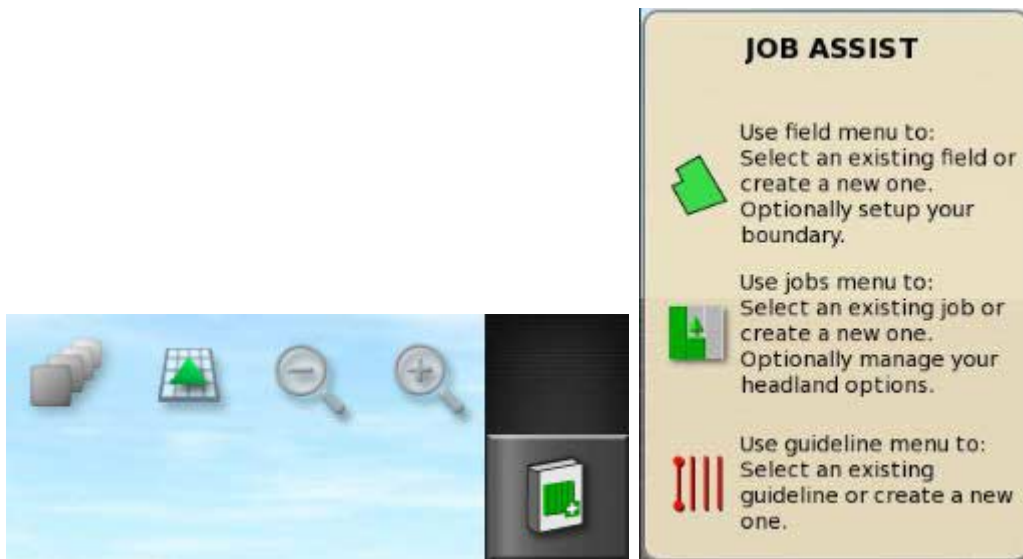 JOB ASSIST
Use field menu to:
Select an existing field or
create a new one.
Optionally setup your
boundary.
Use jobs menu to:
Select an existing job or
create a new one.
Optionally manage your
headland options.
Use guideline menu to:
Select an existing
guideline or create a new
one.